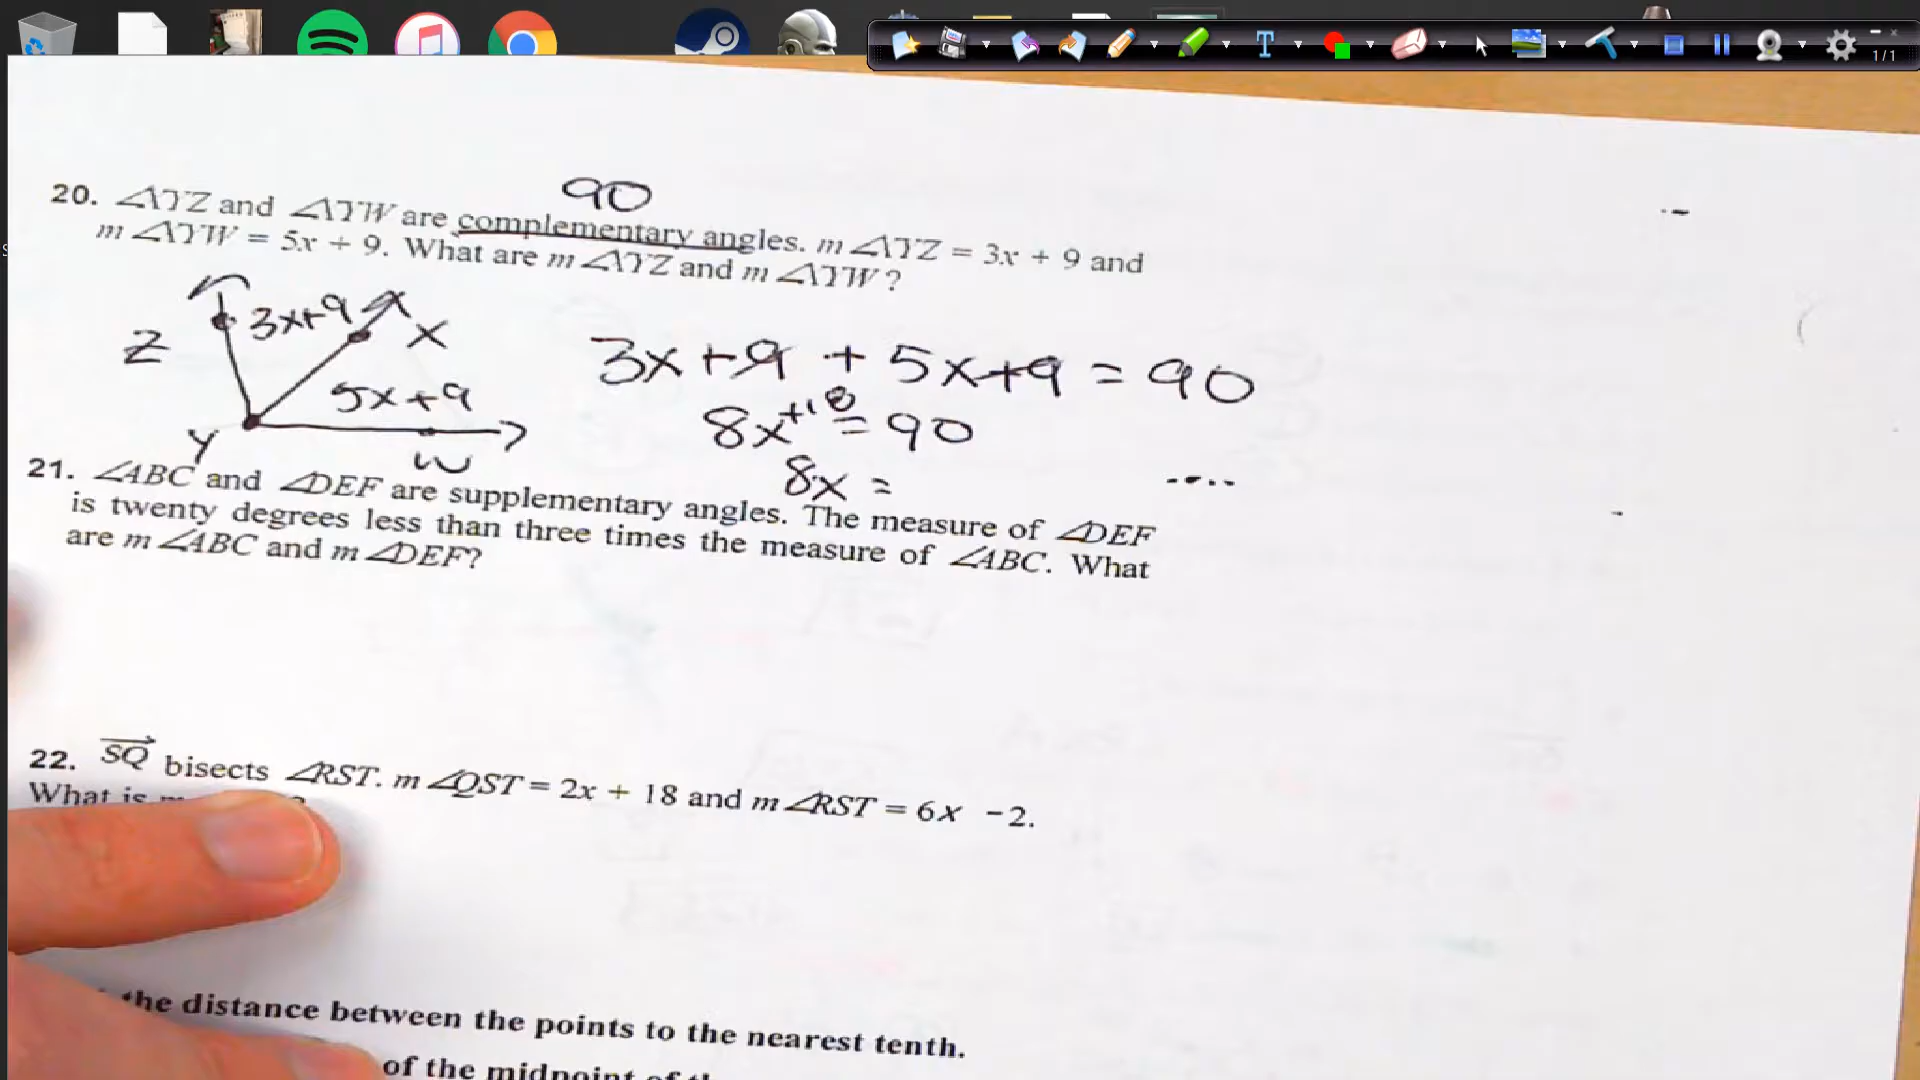 1/1
90
20. ∠XYZ and ∠XYW are complementary angles. m∠XYZ = 3x + 9 and
m∠XYW = 5x + 9. What are m∠XYZ and m∠XYW?
3x+9
X
Z
5x+9
Y
W
3x+9 + 5x+9 = 90
8x+18 = 90
8x =
21. ∠ABC and ∠DEF are supplementary angles. The measure of ∠DEF
is twenty degrees less than three times the measure of ∠ABC. What
are m∠ABC and m∠DEF?
22. SQ bisects ∠RST. m∠QST = 2x + 18 and m∠RST = 6x - 2.
What is
the distance between the points to the nearest tenth.
of the midpoint of